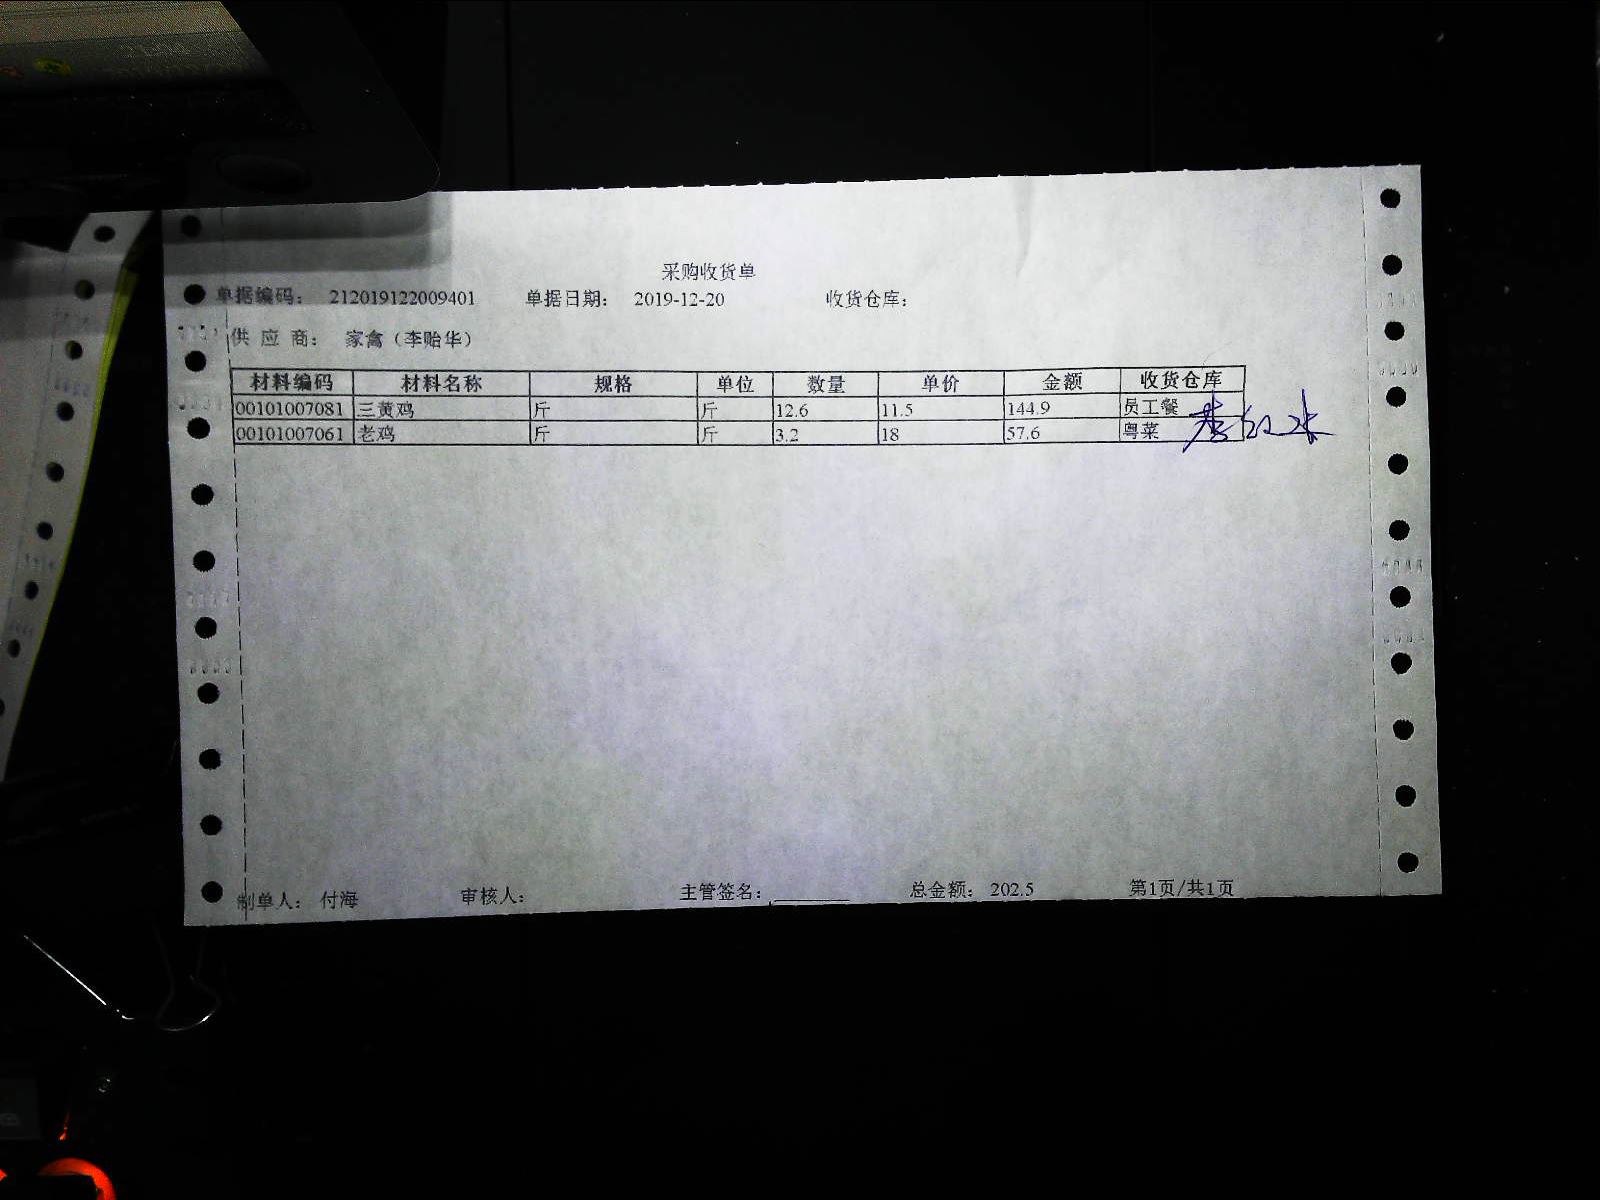 采购收货单
单据编码： 212019122009401 单据日期： 2019-12-20 收货仓库：
供 应 商： 家禽（李贻华）
材料编码 材料名称 规格 单位 数量 单价 金额 收货仓库
00101007081 三黄鸡 斤 斤 12.6 11.5 144.9 员工餐
00101007061 老鸡 斤 斤 3.2 18 57.6 粤菜
制单人： 付海 审核人： 主管签名： 总金额： 202.5 第1页/共1页